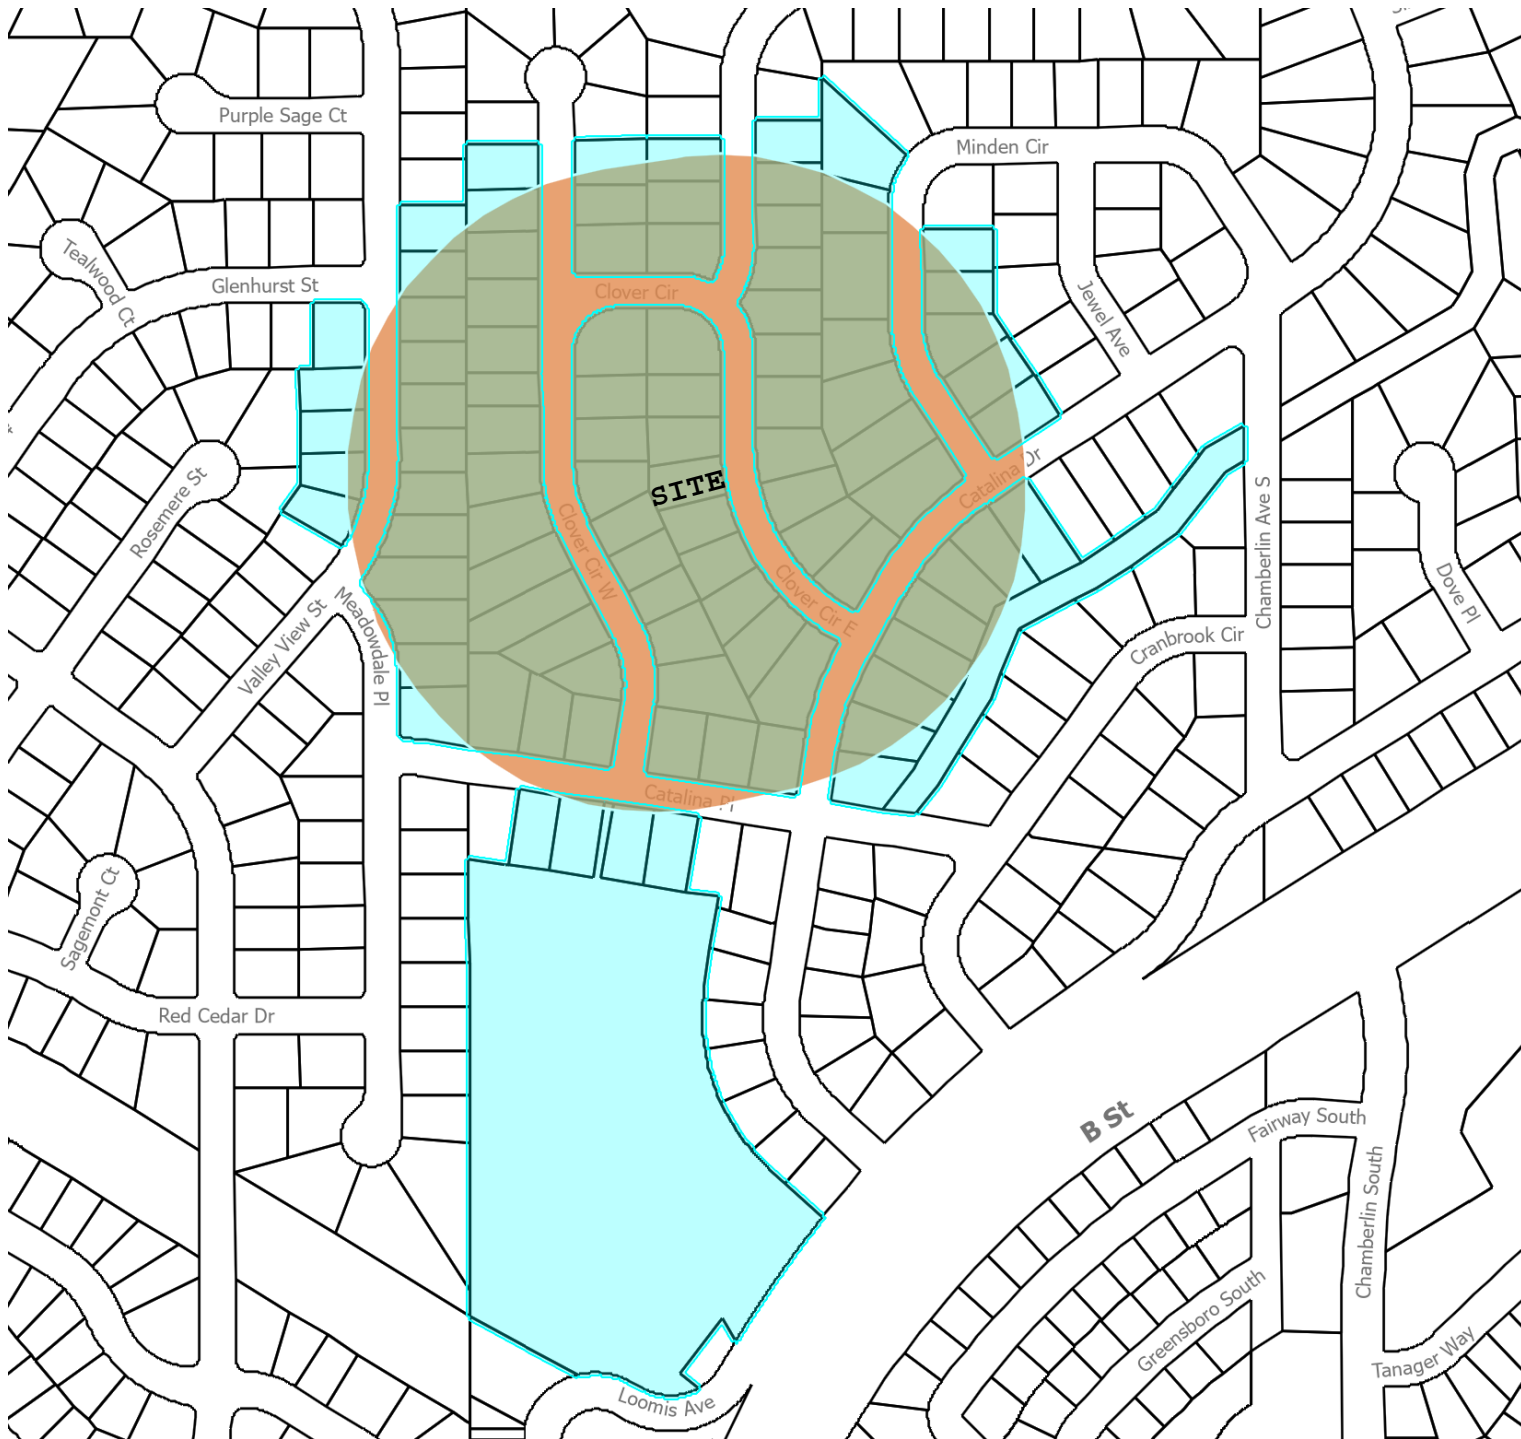 Purple Sage Ct
Minden Cir
Tealwood Ct
Glenhurst St
Clover Cir
Jewel Ave
Rosemere St
SITE
Catalina Dr
Chamberlin Ave S
Clover Cir W
Clover Cir E
Dove Pl
Valley View St
Meadowdale Pl
Cranbrook Cir
Catalina Pl
Sagemont Ct
Red Cedar Dr
B St
Fairway South
Chamberlin South
Greensboro South
Tanager Way
Loomis Ave